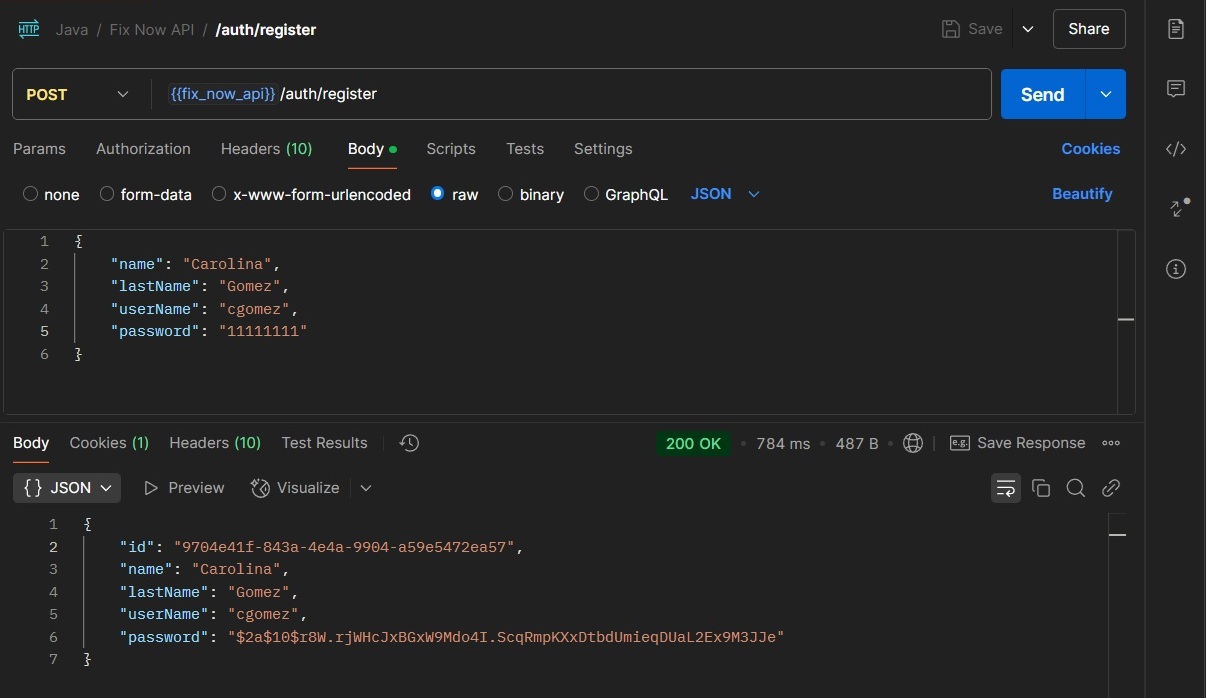 HTTP Java / Fix Now API / /auth/register Save Share
POST {{fix_now_api}} /auth/register Send
Params Authorization Headers (10) Body Scripts Tests Settings Cookies
none form-data x-www-form-urlencoded raw binary GraphQL JSON Beautify
1 {
2 "name": "Carolina",
3 "lastName": "Gomez",
4 "userName": "cgomez",
5 "password": "11111111"
6 }
Body Cookies (1) Headers (10) Test Results 200 OK • 784 ms • 487 B • e.g. Save Response
{} JSON Preview Visualize
1 {
2 "id": "9704e41f-843a-4e4a-9904-a59e5472ea57",
3 "name": "Carolina",
4 "lastName": "Gomez",
5 "userName": "cgomez",
6 "password": "$2a$10$r8W.rjWHcJxBGxW9Mdo4I.ScqRmpKXxDtbdUmieqDUaL2Ex9M3JJe"
7 }